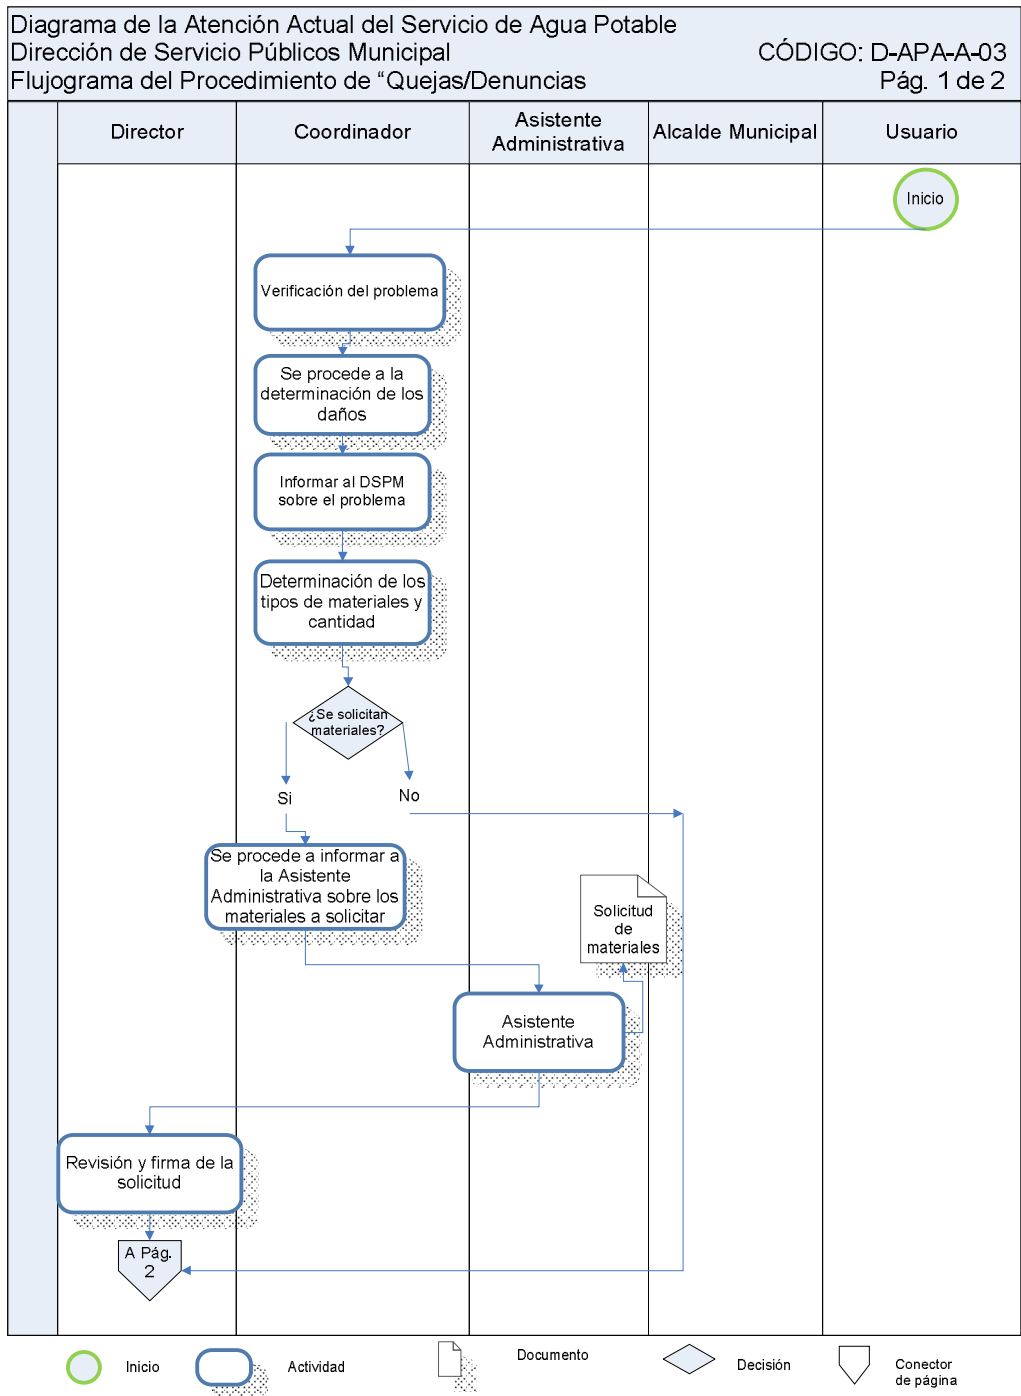 Diagrama de la Atención Actual del Servicio de Agua Potable
Dirección de Servicio Públicos Municipal
CÓDIGO: D-APA-A-03
Flujograma del Procedimiento de “Quejas/Denuncias
Pág. 1 de 2
Director
Coordinador
Asistente
Administrativa
Alcalde Municipal
Usuario
Inicio
Verificación del problema
Se procede a la
determinación de los
daños
Informar al DSPM
sobre el problema
Determinación de los
tipos de materiales y
cantidad
¿Se solicitan
materiales?
Si
No
Se procede a informar a
la Asistente
Administrativa sobre los
materiales a solicitar
Solicitud
de
materiales
Asistente
Administrativa
Revisión y firma de la
solicitud
A Pág.
2
Inicio
Actividad
Documento
Decisión
Conector
de página